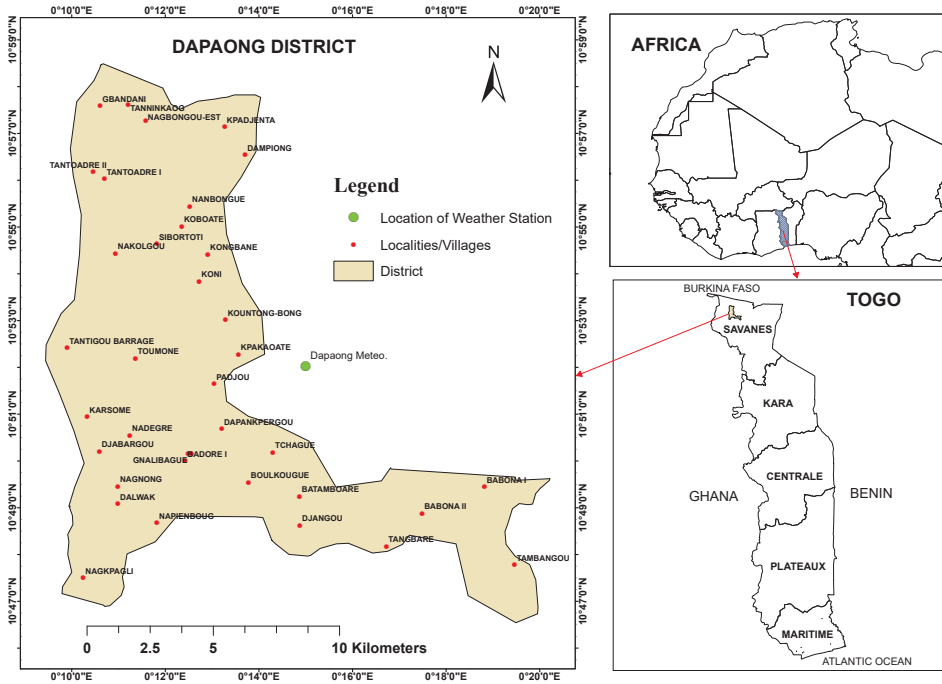 0°10'0"E 0°12'0"E 0°14'0"E 0°16'0"E 0°18'0"E 0°20'0"E
10°59'0"N
10°57'0"N
10°55'0"N
10°53'0"N
10°51'0"N
10°49'0"N
10°47'0"N
DAPAONG DISTRICT
N
GBANDANI
TANNINKAOG
NAGBONGOU-EST
KPADJENTA
DAMPIONG
TANTOADRE II
TANTOADRE I
NANBONGUE
KOBOATE
SIBORTOTI
NAKOLGOU
KONGBANE
KONI
KOUNTONG-BONG
TANTIGOU BARRAGE
TOUMONE
KPAKAOATE
Dapaong Meteo.
PADJOU
KARSOME
DAPANKPERGOU
NADEGRE
DJABARGOU
BADORE I
GNALIBAGUE
TCHAGUE
NAGNONG
BOULKOUGUE
DALWAK
BATAMBOARE
BABONA I
NAPIENBOUG
DJANGOU
BABONA II
TANGBARE
TAMBANGOU
NAGKPAGLI
Legend
Location of Weather Station
Localities/Villages
District
0 2.5 5 10 Kilometers
10°59'0"N
10°57'0"N
10°55'0"N
10°53'0"N
10°51'0"N
10°49'0"N
10°47'0"N
0°10'0"E 0°12'0"E 0°14'0"E 0°16'0"E 0°18'0"E 0°20'0"E
AFRICA
BURKINA FASO
TOGO
SAVANES
KARA
CENTRALE
GHANA
BENIN
PLATEAUX
MARITIME
ATLANTIC OCEAN